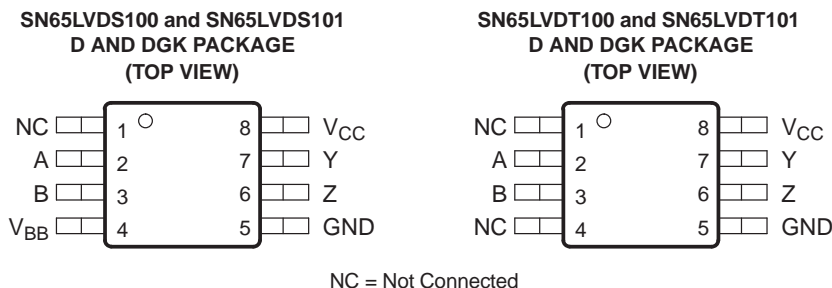 SN65LVDS100 and SN65LVDS101
D AND DGK PACKAGE
(TOP VIEW)
NC 1 8 VCC
A 2 7 Y
B 3 6 Z
VBB 4 5 GND
SN65LVDT100 and SN65LVDT101
D AND DGK PACKAGE
(TOP VIEW)
NC 1 8 VCC
A 2 7 Y
B 3 6 Z
NC 4 5 GND
NC = Not Connected